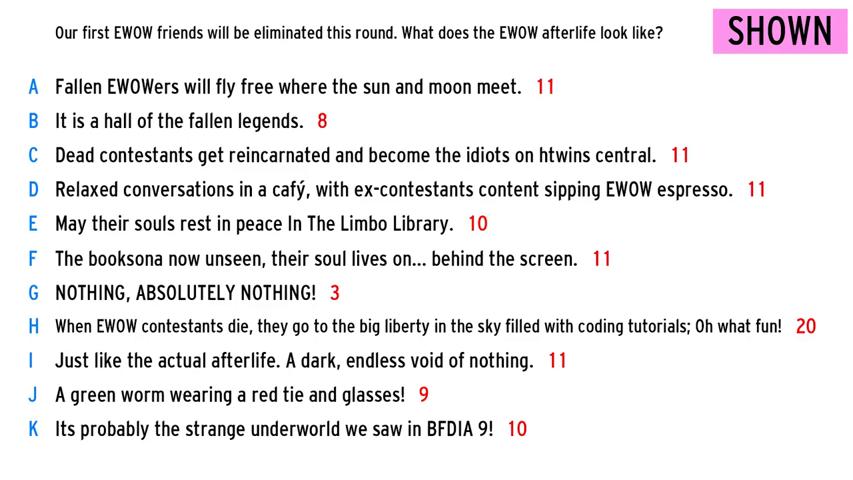 Our first EWOW friends will be eliminated this round. What does the EWOW afterlife look like?
SHOWN
A Fallen EWOWers will fly free where the sun and moon meet. 11
B It is a hall of the fallen legends. 8
C Dead contestants get reincarnated and become the idiots on htwins central. 11
D Relaxed conversations in a cafý, with ex-contestants content sipping EWOW espresso. 11
E May their souls rest in peace In The Limbo Library. 10
F The booksona now unseen, their soul lives on... behind the screen. 11
G NOTHING, ABSOLUTELY NOTHING! 3
H When EWOW contestants die, they go to the big liberty in the sky filled with coding tutorials; Oh what fun! 20
I Just like the actual afterlife. A dark, endless void of nothing. 11
J A green worm wearing a red tie and glasses! 9
K Its probably the strange underworld we saw in BFDIA 9! 10